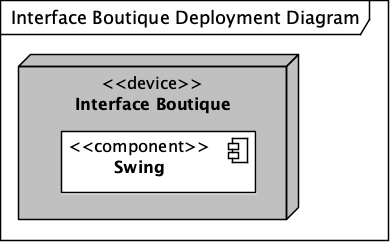 Interface Boutique Deployment Diagram
<<device>>
Interface Boutique
<<component>>
Swing